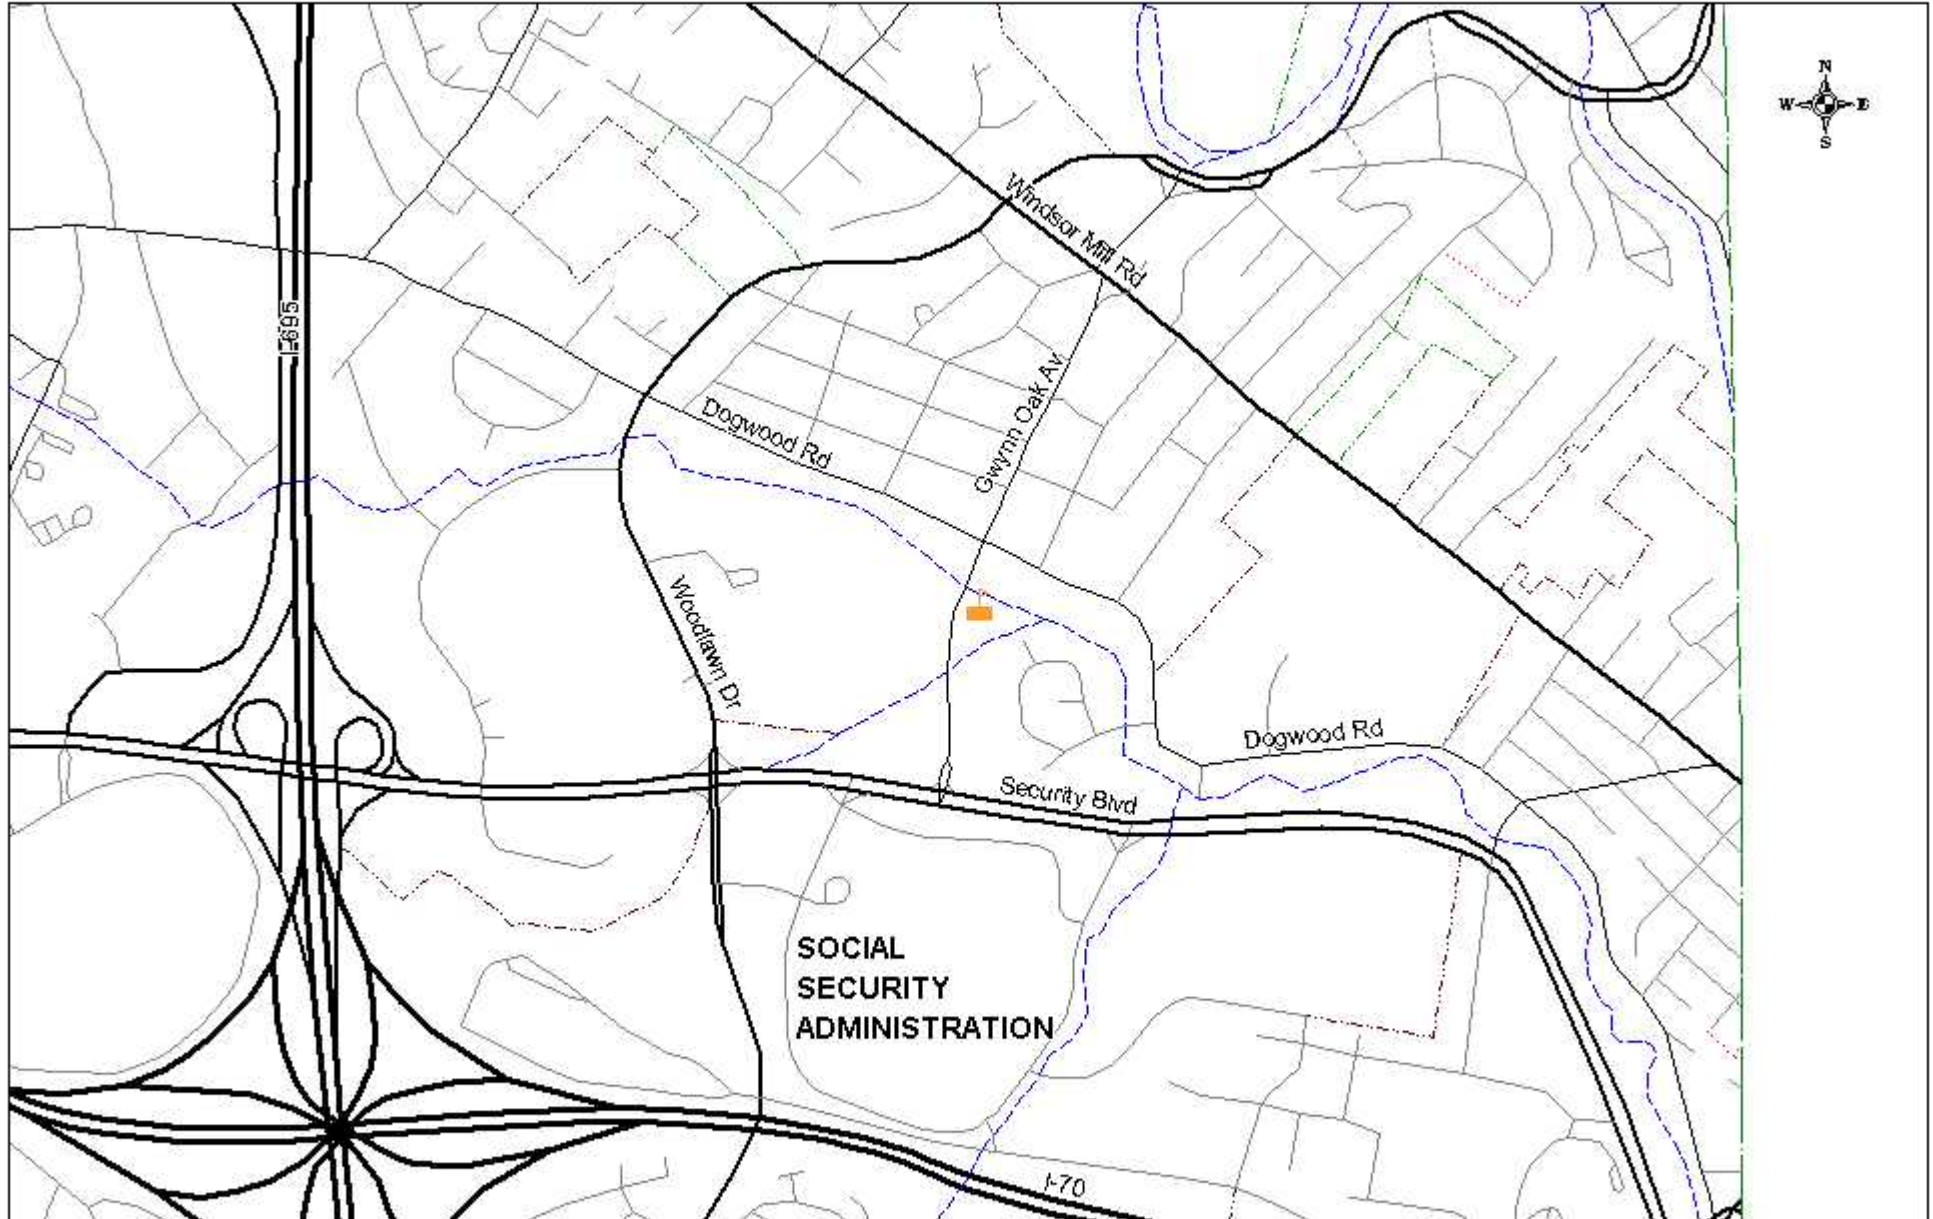 N
W E
S
Windsor Mill Rd
I-695
Gwynn Oak Av
Dogwood Rd
Woodlawn Dr
Dogwood Rd
Security Blvd
SOCIAL
SECURITY
ADMINISTRATION
I-70